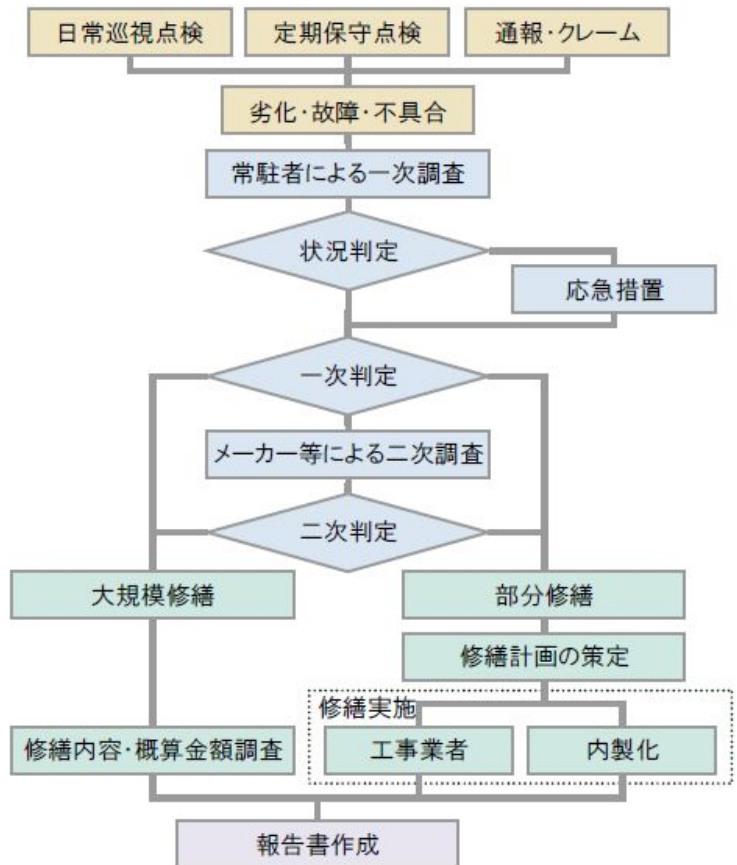 日常巡視点検
定期保守点検
通報・クレーム
劣化・故障・不具合
常駐者による一次調査
状況判定
応急措置
一次判定
メーカー等による二次調査
二次判定
大規模修繕
部分修繕
修繕計画の策定
修繕実施
修繕内容・概算金額調査
工事業者
内製化
報告書作成